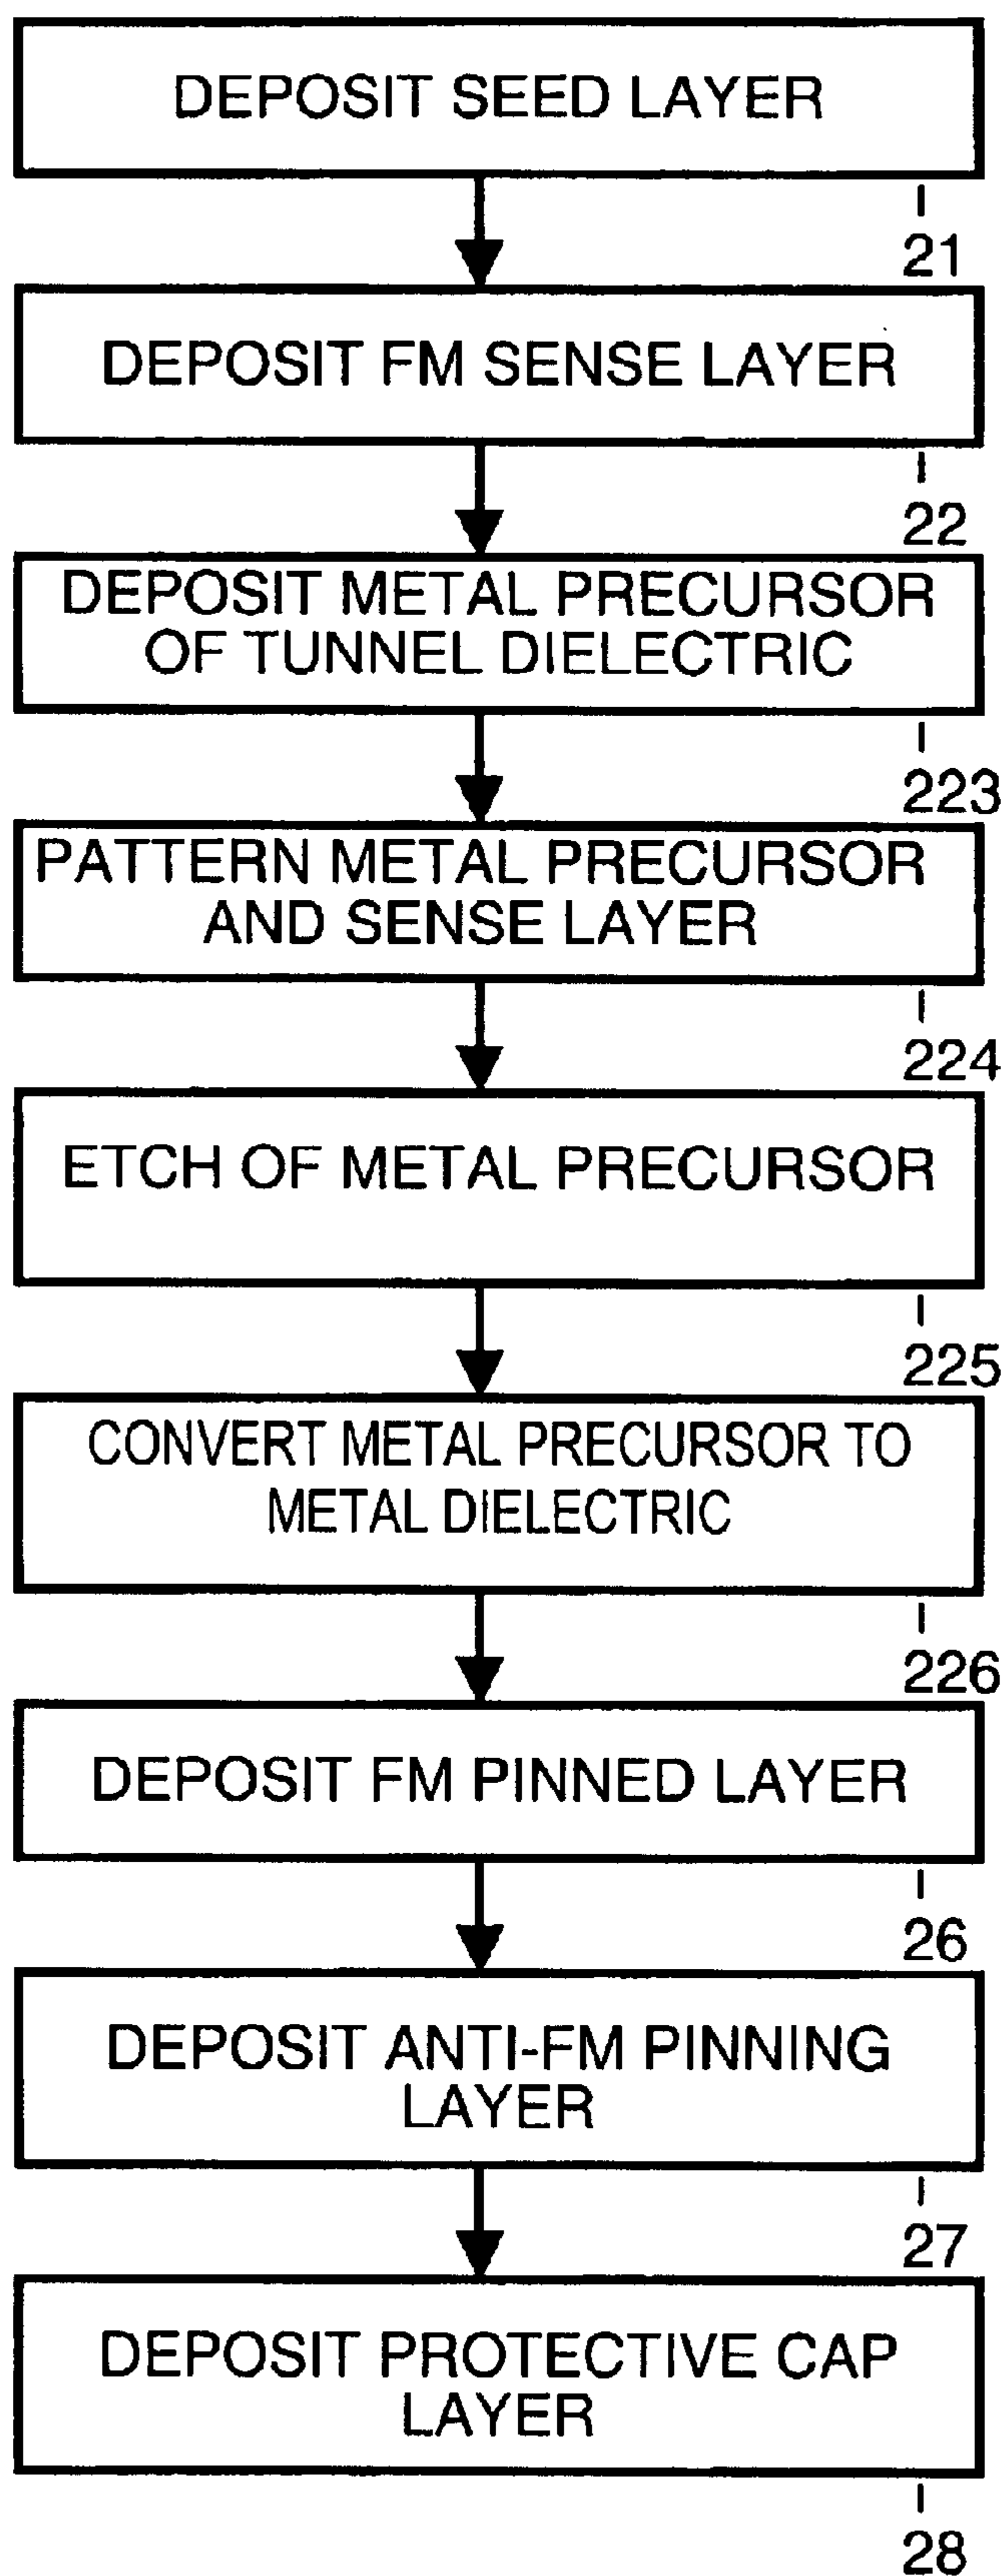 DEPOSIT SEED LAYER
21
DEPOSIT FM SENSE LAYER
22
DEPOSIT METAL PRECURSOR
OF TUNNEL DIELECTRIC
223
PATTERN METAL PRECURSOR
AND SENSE LAYER
224
ETCH OF METAL PRECURSOR
225
CONVERT METAL PRECURSOR TO
METAL DIELECTRIC
226
DEPOSIT FM PINNED LAYER
26
DEPOSIT ANTI-FM PINNING
LAYER
27
DEPOSIT PROTECTIVE CAP
LAYER
28